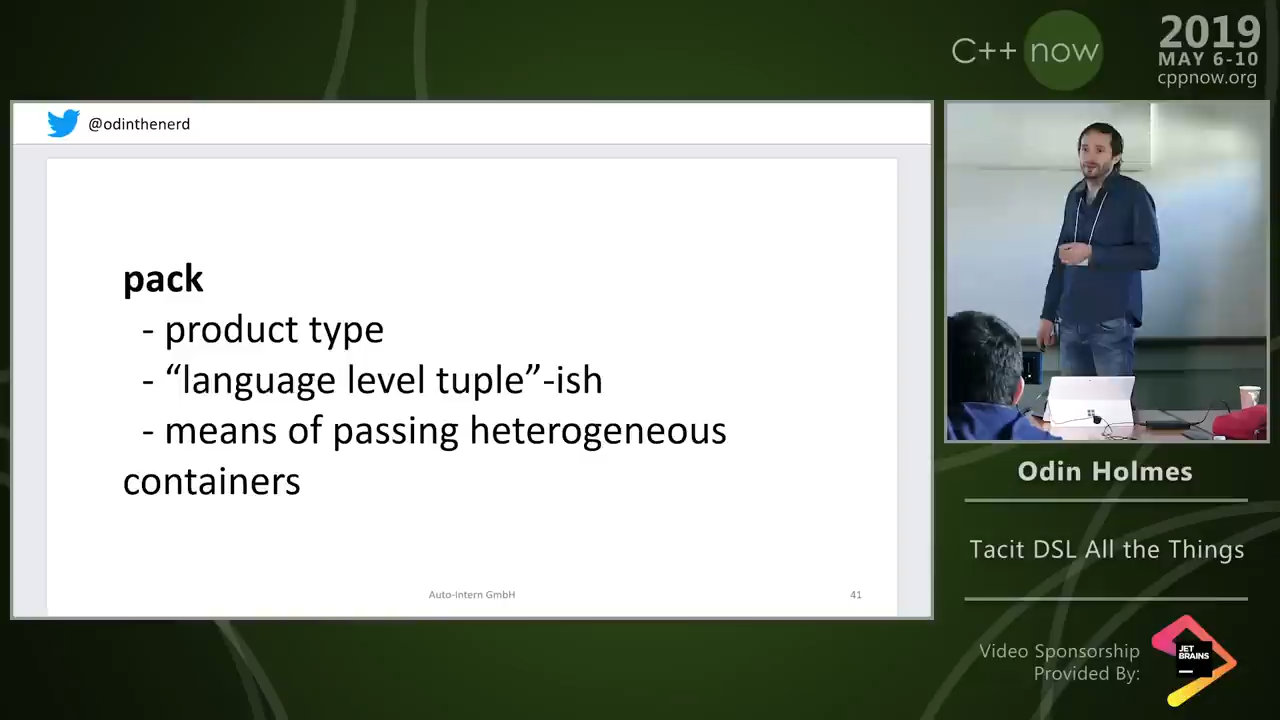 C++ now
2019
MAY 6-10
cppnow.org
@odinthenerd
pack
- product type
- “language level tuple”-ish
- means of passing heterogeneous
containers
Auto-Intern GmbH
41
Odin Holmes
Tacit DSL All the Things
Video Sponsorship
Provided By:
JET
BRAINS